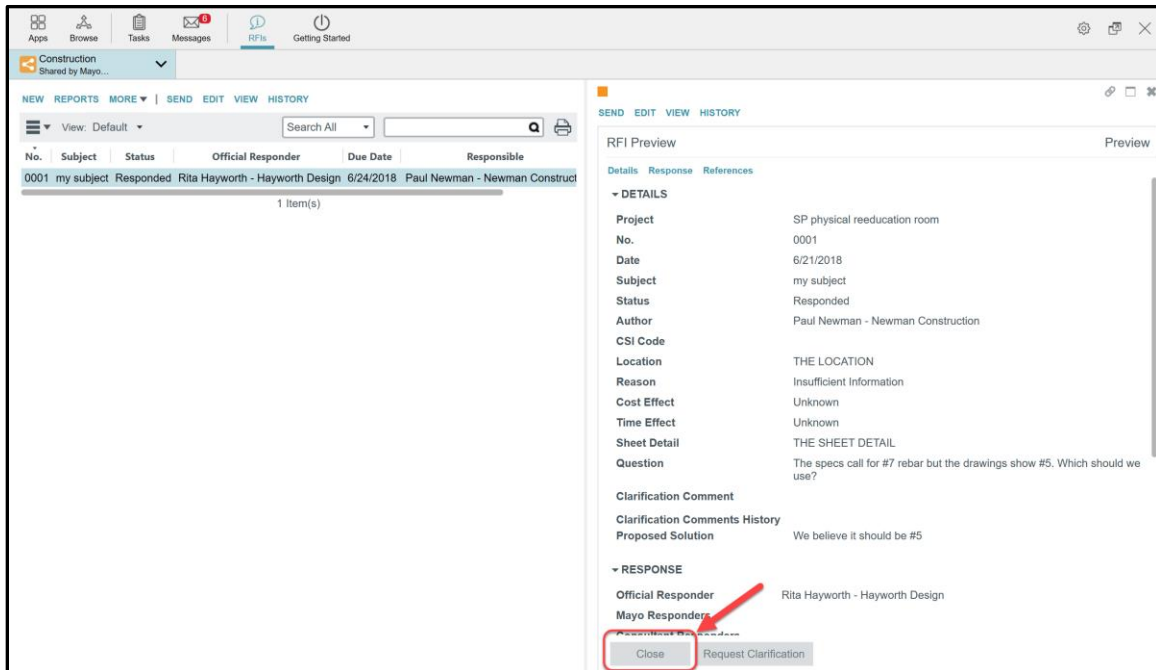 6
Apps Browse Tasks Messages RFIs Getting Started
Construction
Shared by Mayo...
NEW REPORTS MORE | SEND EDIT VIEW HISTORY
View: Default Search All
No. Subject Status Official Responder Due Date Responsible
0001 my subject Responded Rita Hayworth - Hayworth Design 6/24/2018 Paul Newman - Newman Construct
1 Item(s)
SEND EDIT VIEW HISTORY
RFI Preview Preview
Details Response References
DETAILS
Project SP physical reeducation room
No. 0001
Date 6/21/2018
Subject my subject
Status Responded
Author Paul Newman - Newman Construction
CSI Code
Location THE LOCATION
Reason Insufficient Information
Cost Effect Unknown
Time Effect Unknown
Sheet Detail THE SHEET DETAIL
Question The specs call for #7 rebar but the drawings show #5. Which should we
use?
Clarification Comment
Clarification Comments History
Proposed Solution We believe it should be #5
RESPONSE
Official Responder Rita Hayworth - Hayworth Design
Mayo Responders
Close Request Clarification